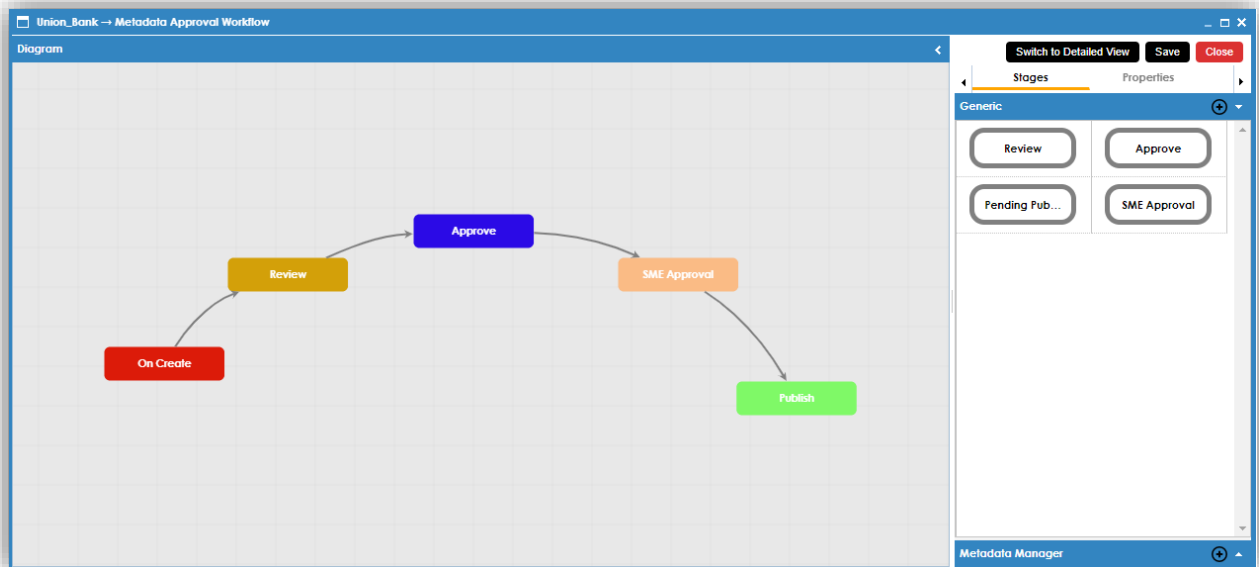 Union_Bank → Metadata Approval Workflow
Diagram
Switch to Detailed View Save Close
Stages Properties
Generic
Review Approve
Pending Pub... SME Approval
Approve
Review
SME Approval
On Create
Publish
Metadata Manager